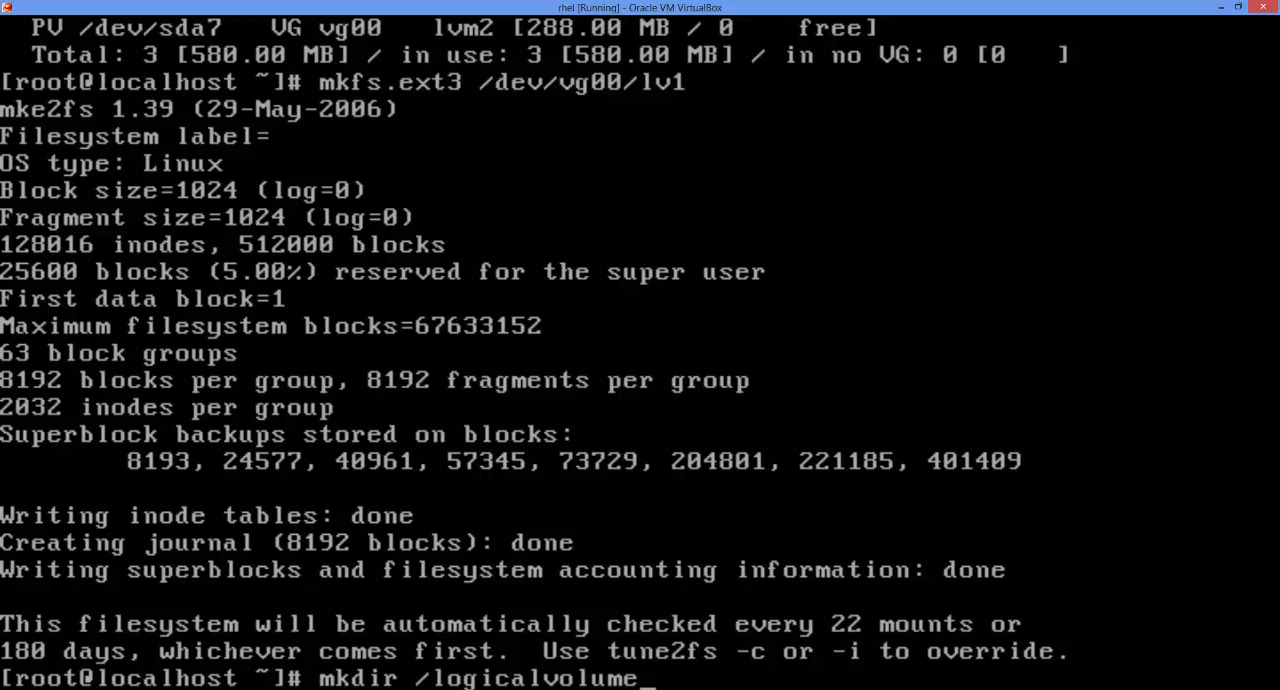 rhel [Running] - Oracle VM VirtualBox
PV /dev/sda7   VG vg00   lvm2 [288.00 MB / 0    free]
Total: 3 [580.00 MB] / in use: 3 [580.00 MB] / in no VG: 0 [0   ]
[root@localhost ~]# mkfs.ext3 /dev/vg00/lv1
mke2fs 1.39 (29-May-2006)
Filesystem label=
OS type: Linux
Block size=1024 (log=0)
Fragment size=1024 (log=0)
128016 inodes, 512000 blocks
25600 blocks (5.00%) reserved for the super user
First data block=1
Maximum filesystem blocks=67633152
63 block groups
8192 blocks per group, 8192 fragments per group
2032 inodes per group
Superblock backups stored on blocks:
8193, 24577, 40961, 57345, 73729, 204801, 221185, 401409
Writing inode tables: done
Creating journal (8192 blocks): done
Writing superblocks and filesystem accounting information: done
This filesystem will be automatically checked every 22 mounts or
180 days, whichever comes first.  Use tune2fs -c or -i to override.
[root@localhost ~]# mkdir /logicalvolume_